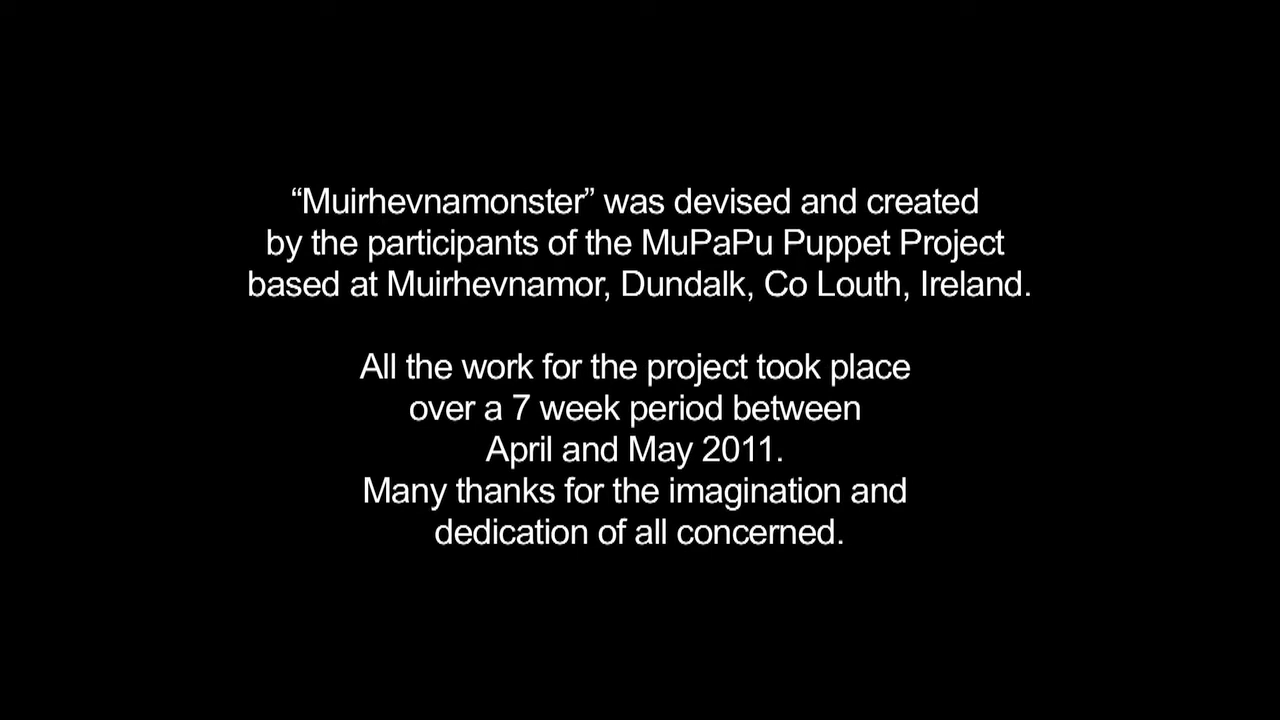 “Muirhevnamonster” was devised and created
by the participants of the MuPaPu Puppet Project
based at Muirhevnamor, Dundalk, Co Louth, Ireland.
All the work for the project took place
over a 7 week period between
April and May 2011.
Many thanks for the imagination and
dedication of all concerned.